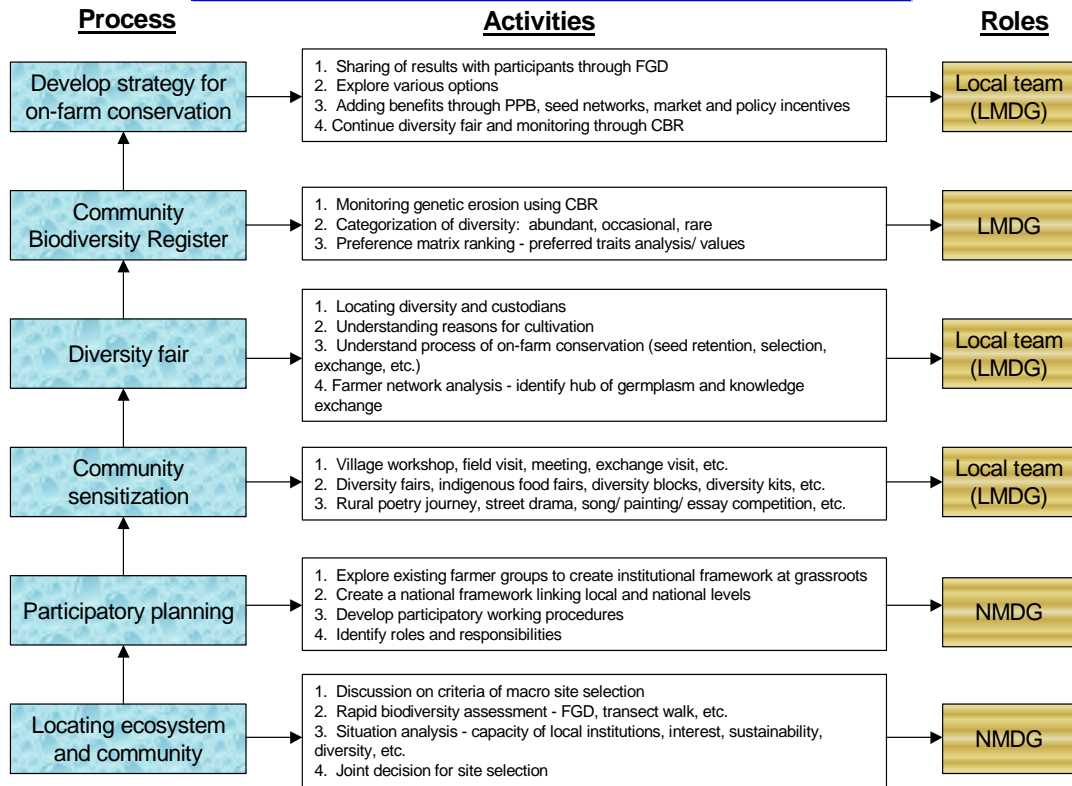 Process
Activities
Roles
Develop strategy for
on-farm conservation
1. Sharing of results with participants through FGD
2. Explore various options
3. Adding benefits through PPB, seed networks, market and policy incentives
4. Continue diversity fair and monitoring through CBR
Local team
(LMDG)
Community
Biodiversity Register
1. Monitoring genetic erosion using CBR
2. Categorization of diversity: abundant, occasional, rare
3. Preference matrix ranking - preferred traits analysis/ values
LMDG
Diversity fair
1. Locating diversity and custodians
2. Understanding reasons for cultivation
3. Understand process of on-farm conservation (seed retention, selection,
exchange, etc.)
4. Farmer network analysis - identify hub of germplasm and knowledge
exchange
Local team
(LMDG)
Community
sensitization
1. Village workshop, field visit, meeting, exchange visit, etc.
2. Diversity fairs, indigenous food fairs, diversity blocks, diversity kits, etc.
3. Rural poetry journey, street drama, song/ painting/ essay competition, etc.
Local team
(LMDG)
Participatory planning
1. Explore existing farmer groups to create institutional framework at grassroots
2. Create a national framework linking local and national levels
3. Develop participatory working procedures
4. Identify roles and responsibilities
NMDG
Locating ecosystem
and community
1. Discussion on criteria of macro site selection
2. Rapid biodiversity assessment - FGD, transect walk, etc.
3. Situation analysis - capacity of local institutions, interest, sustainability,
diversity, etc.
4. Joint decision for site selection
NMDG